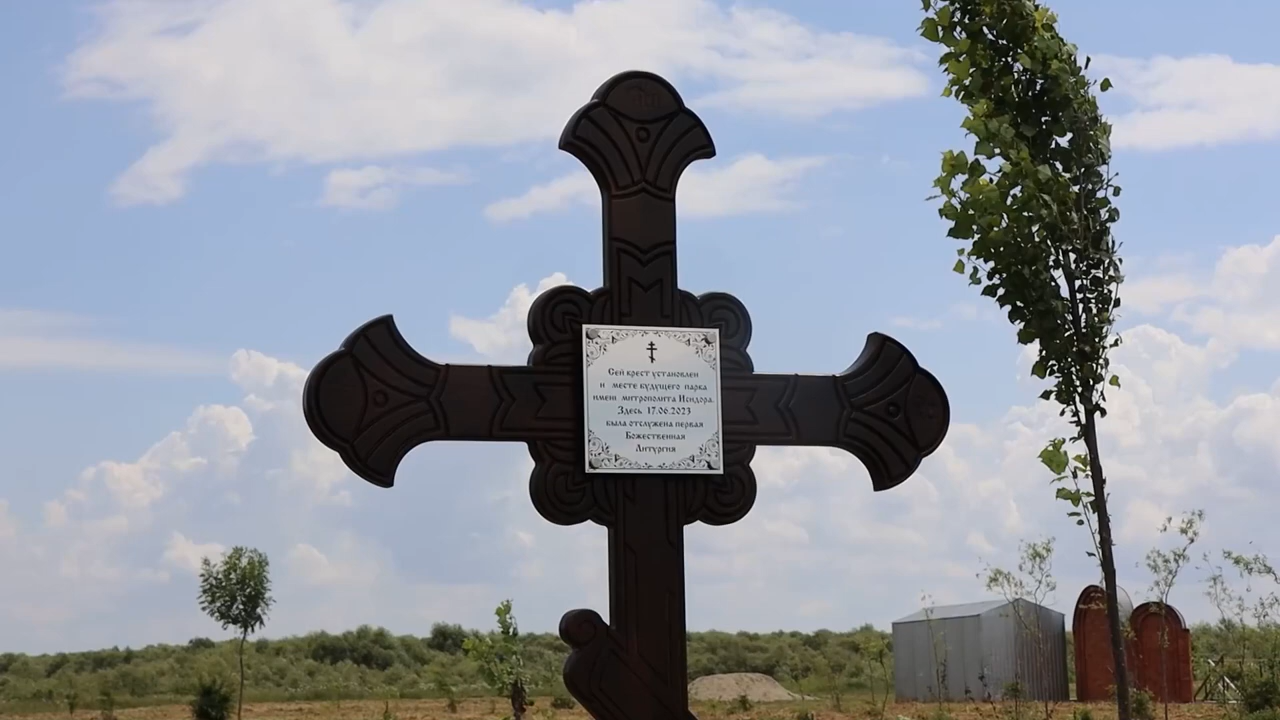 Сей крест установлен
и месте будущего парка
имени митрополита Исидора.
Здесь 17.06.2023
была отслужена первая
Божественная
Литургия